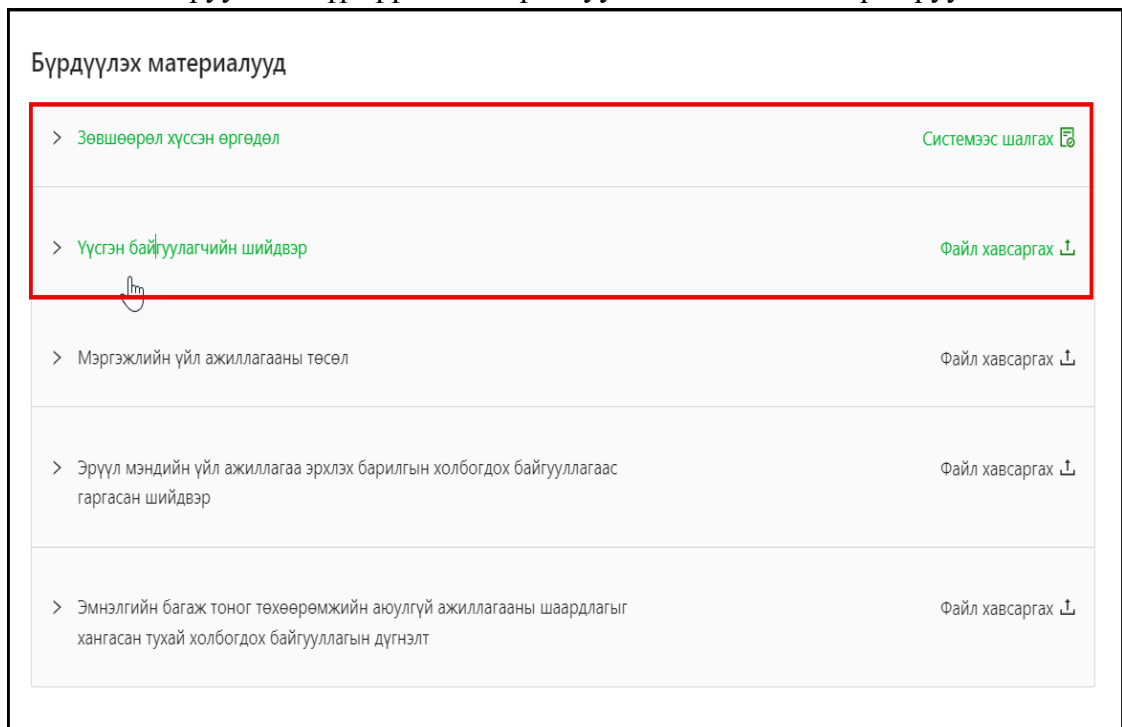 Бүрдүүлэх материалууд
Зөвшөөрөл хүссэн өргөдөл
Системээс шалгах
Үүсгэн байгуулагчийн шийдвэр
Файл хавсаргах
Мэргэжлийн үйл ажиллагааны төсөл
Файл хавсаргах
Эрүүл мэндийн үйл ажиллагаа эрхлэх барилгын холбогдох байгууллагаас
Файл хавсаргах
гаргасан шийдвэр
Эмнэлгийн багаж тоног төхөөрөмжийн аюулгүй ажиллагааны шаардлагыг
Файл хавсаргах
хангасан тухай холбогдох байгууллагын дүгнэлт